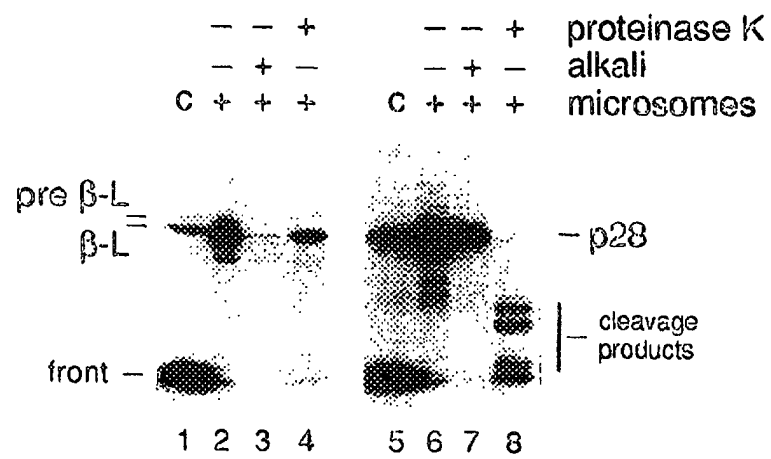 − − + − − + proteinase K
− + − − + − alkali
C + + + C + + + microsomes
pre β-L
β-L
− p28
cleavage
products
front −
1 2 3 4 5 6 7 8